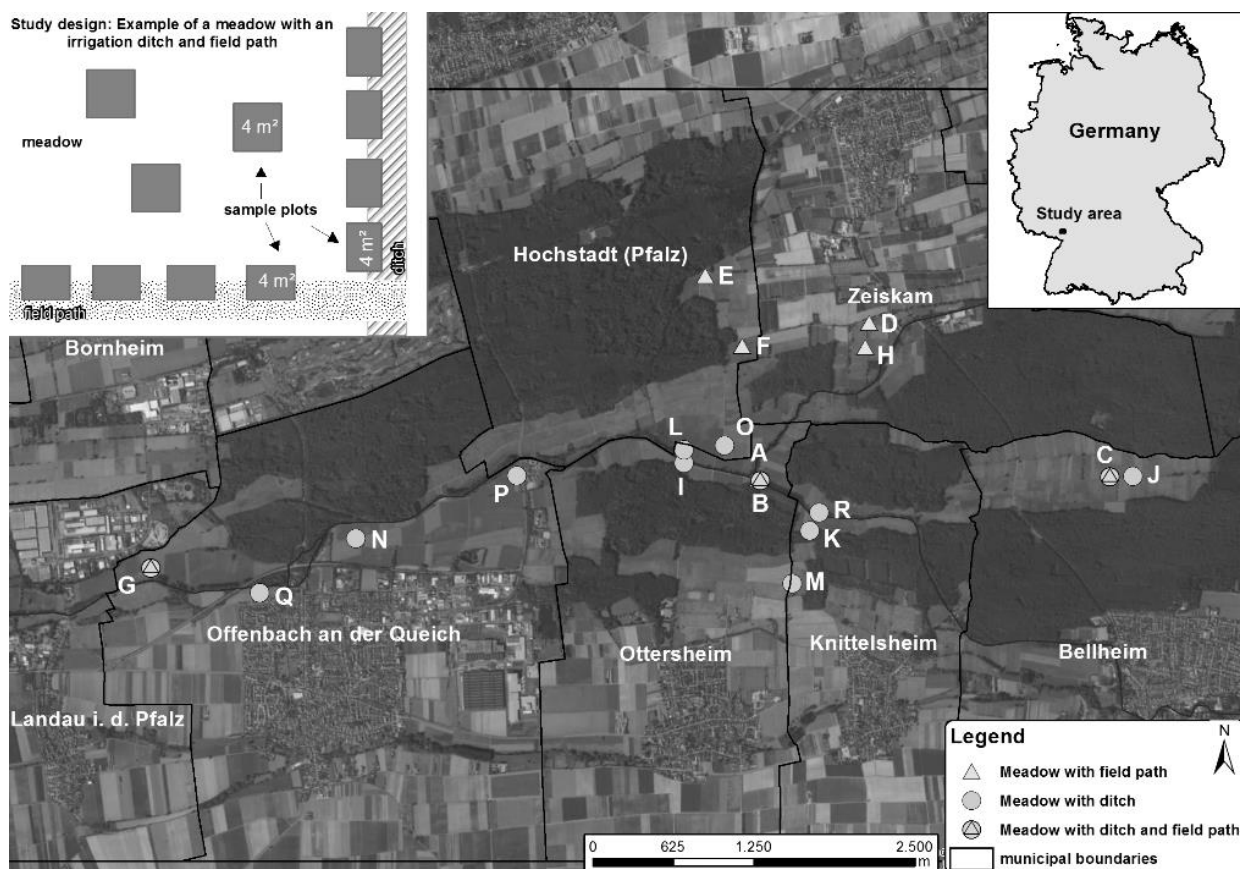 Study design: Example of a meadow with an
irrigation ditch and field path
meadow
4 m²
sample plots
4 m²
4 m²
ditch
field path
Germany
Study area
Hochstadt (Pfalz)
E
Zeiskam
D
F
H
Bornheim
L
O
A
I
B
C
J
P
R
K
N
G
Q
M
Offenbach an der Queich
Ottersheim
Knittelsheim
Bellheim
Landau i. d. Pfalz
Legend
N
Meadow with field path
Meadow with ditch
Meadow with ditch and field path
municipal boundaries
0 625 1.250 2.500
m